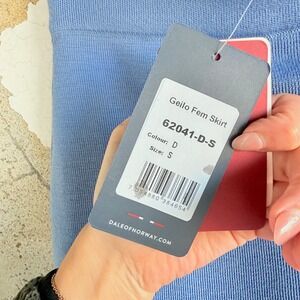 Geilo Fem Skirt
62041-D-S
Colour: D
Size: S
DALEOFNORWAY.COM